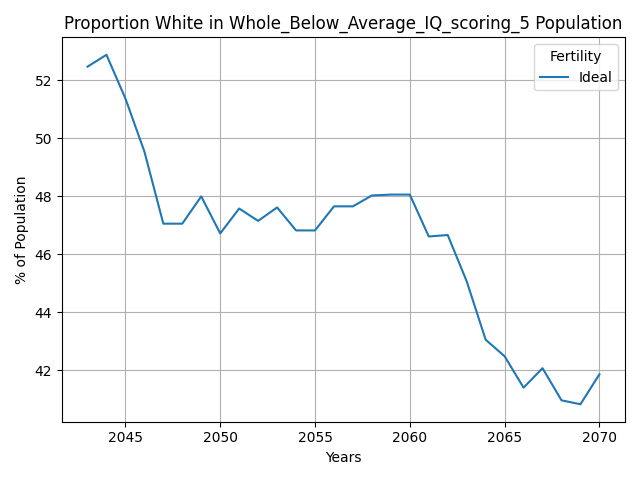 Proportion White in Whole_Below_Average_IQ_scoring_5 Population
Fertility
Ideal
% of Population
52
50
48
46
44
42
2045 2050 2055 2060 2065 2070
Years